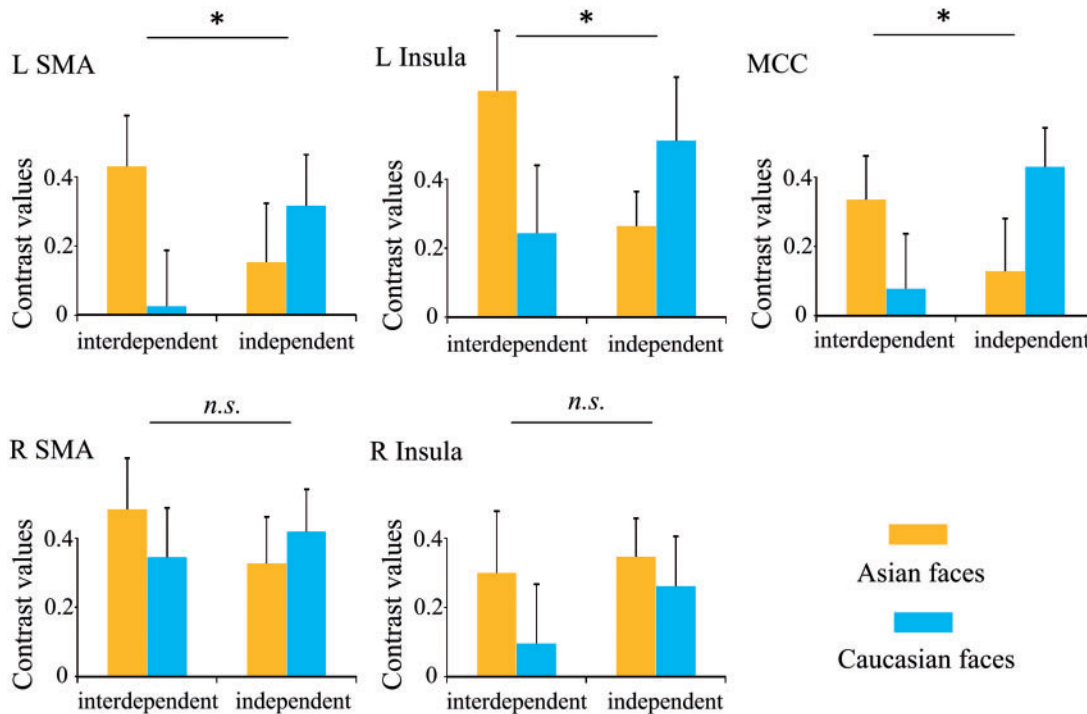 *
*
*
L SMA
L Insula
MCC
Contrast values
0.4
0.2
0
interdependent
independent
Contrast values
0.4
0.2
0
interdependent
independent
Contrast values
0.4
0.2
0
interdependent
independent
n.s.
n.s.
R SMA
R Insula
Contrast values
0.4
0.2
0
interdependent
independent
Contrast values
0.4
0.2
0
interdependent
independent
Asian faces
Caucasian faces